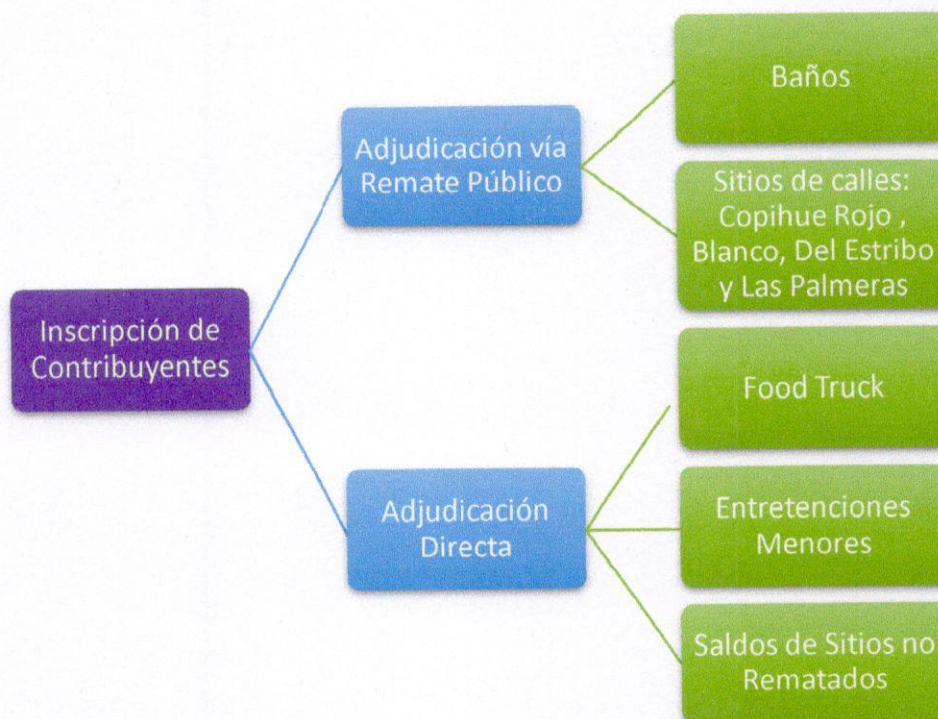 Inscripción de
Contribuyentes
Adjudicación vía
Remate Público
Baños
Sitios de calles:
Copihue Rojo ,
Blanco, Del Estribo
y Las Palmeras
Adjudicación
Directa
Food Truck
Entretenciones
Menores
Saldos de Sitios no
Rematados